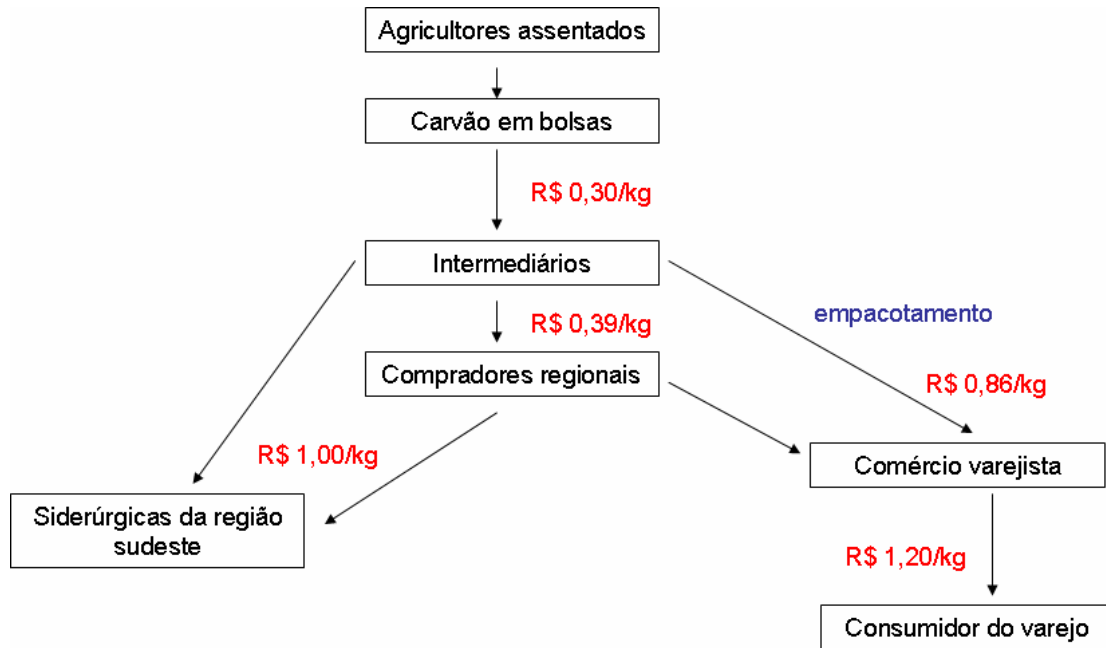 Agricultores assentados
Carvão em bolsas
R$ 0,30/kg
Intermediários
empacotamento
R$ 0,39/kg
Compradores regionais
R$ 0,86/kg
R$ 1,00/kg
Comércio varejista
Siderúrgicas da região
sudeste
R$ 1,20/kg
Consumidor do varejo